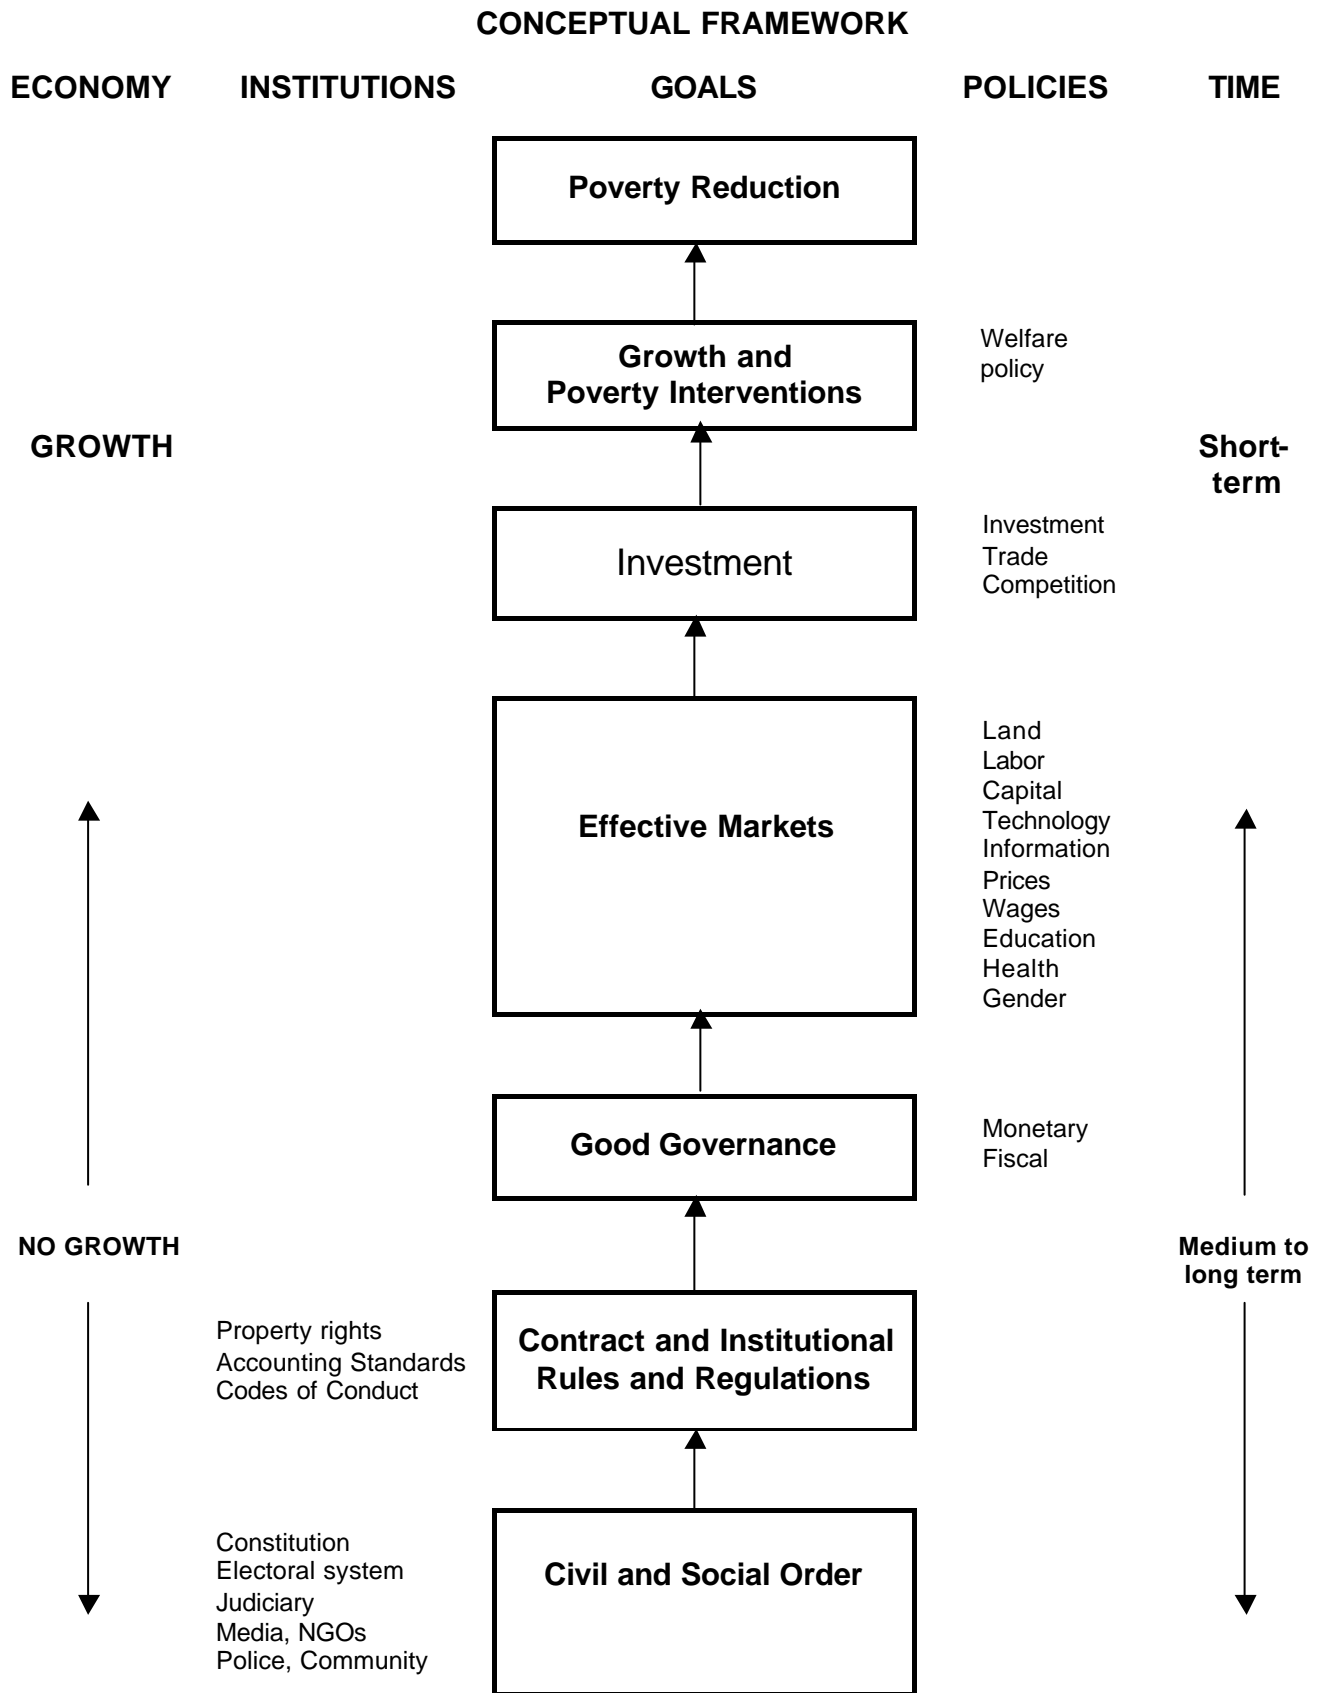 CONCEPTUAL FRAMEWORK
ECONOMY INSTITUTIONS GOALS POLICIES TIME
Poverty Reduction
Growth and
Poverty Interventions
Welfare
policy
GROWTH
Short-
term
Investment
Investment
Trade
Competition
Effective Markets
Land
Labor
Capital
Technology
Information
Prices
Wages
Education
Health
Gender
Good Governance
Monetary
Fiscal
NO GROWTH
Medium to
long term
Property rights
Accounting Standards
Codes of Conduct
Contract and Institutional
Rules and Regulations
Constitution
Electoral system
Judiciary
Media, NGOs
Police, Community
Civil and Social Order